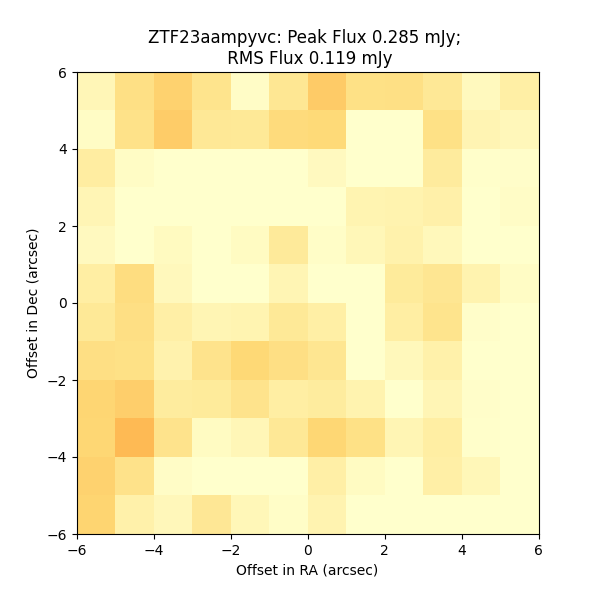 ZTF23aampyvc: Peak Flux 0.285 mJy;
RMS Flux 0.119 mJy
6
4
2
0
−2
−4
−6
Offset in Dec (arcsec)
−6 −4 −2 0 2 4 6
Offset in RA (arcsec)